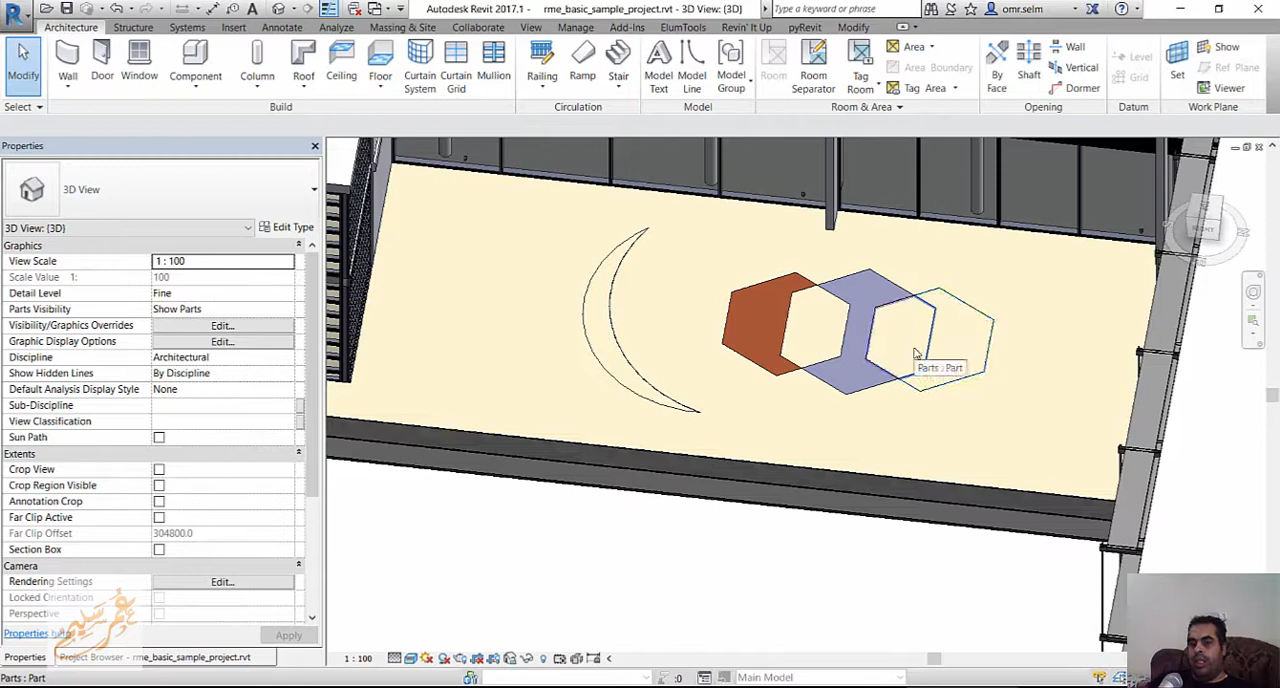 Autodesk Revit 2017.1 - rme_basic_sample_project.rvt - 3D View: {3D}
Type a keyword or phrase
omr.selm
Architecture Structure Systems Insert Annotate Analyze Massing & Site Collaborate View Manage Add-Ins ElumTools Revin' It Up pyRevit Modify
Modify Wall Door Window Component Column Roof Ceiling Floor Curtain System Curtain Grid Mullion Railing Ramp Stair Model Text Model Line Model Group Room Room Separator Tag Room Area Area Boundary Tag Area By Face Shaft Wall Vertical Dormer Level Grid Set Show Ref Plane Viewer
Select Build Circulation Model Room & Area Opening Datum Work Plane
Properties
3D View
3D View: {3D} Edit Type
Graphics
View Scale 1 : 100
Scale Value 1: 100
Detail Level Fine
Parts Visibility Show Parts
Visibility/Graphics Overrides Edit...
Graphic Display Options Edit...
Discipline Architectural
Show Hidden Lines By Discipline
Default Analysis Display Style None
Sub-Discipline
View Classification
Sun Path
Extents
Crop View
Crop Region Visible
Annotation Crop
Far Clip Active
Far Clip Offset 304800.0
Section Box
Camera
Rendering Settings Edit...
Locked Orientation
Perspective
Properties help Apply
Properties Project Browser - rme_basic_sample_project.rvt
Parts : Part
RIGHT
عُمر سَليم
1 : 100
Parts : Part
:0 Main Model